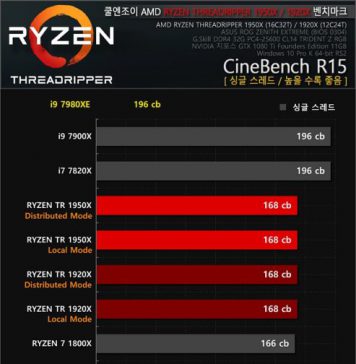 쿨엔조이 AMD RYZEN THREADRIPPER 1950X / 1920X 벤치마크
AMD RYZEN THREADRIPPER 1950X (16C32T) / 1920X (12C24T)
ASUS ROG ZENITH EXTREME (BIOS 0304)
G.Skill DDR4 32G PC4-25600 CL14 TRIDENT Z RGB
NVIDIA 지포스 GTX 1080 Ti Founders Edition 11GB
Windows 10 Pro K 64-bit RS2
RYZEN
THREADRIPPER
CineBench R15
[ 싱글 스레드 / 높을 수록 좋음 ]
i9 7980XE 196 cb
싱글 스레드
i9 7900X 196 cb
i7 7820X 196 cb
RYZEN TR 1950X 168 cb
Distributed Mode
RYZEN TR 1950X 168 cb
Local Mode
RYZEN TR 1920X 168 cb
Distributed Mode
RYZEN TR 1920X 168 cb
Local Mode
RYZEN 7 1800X 166 cb